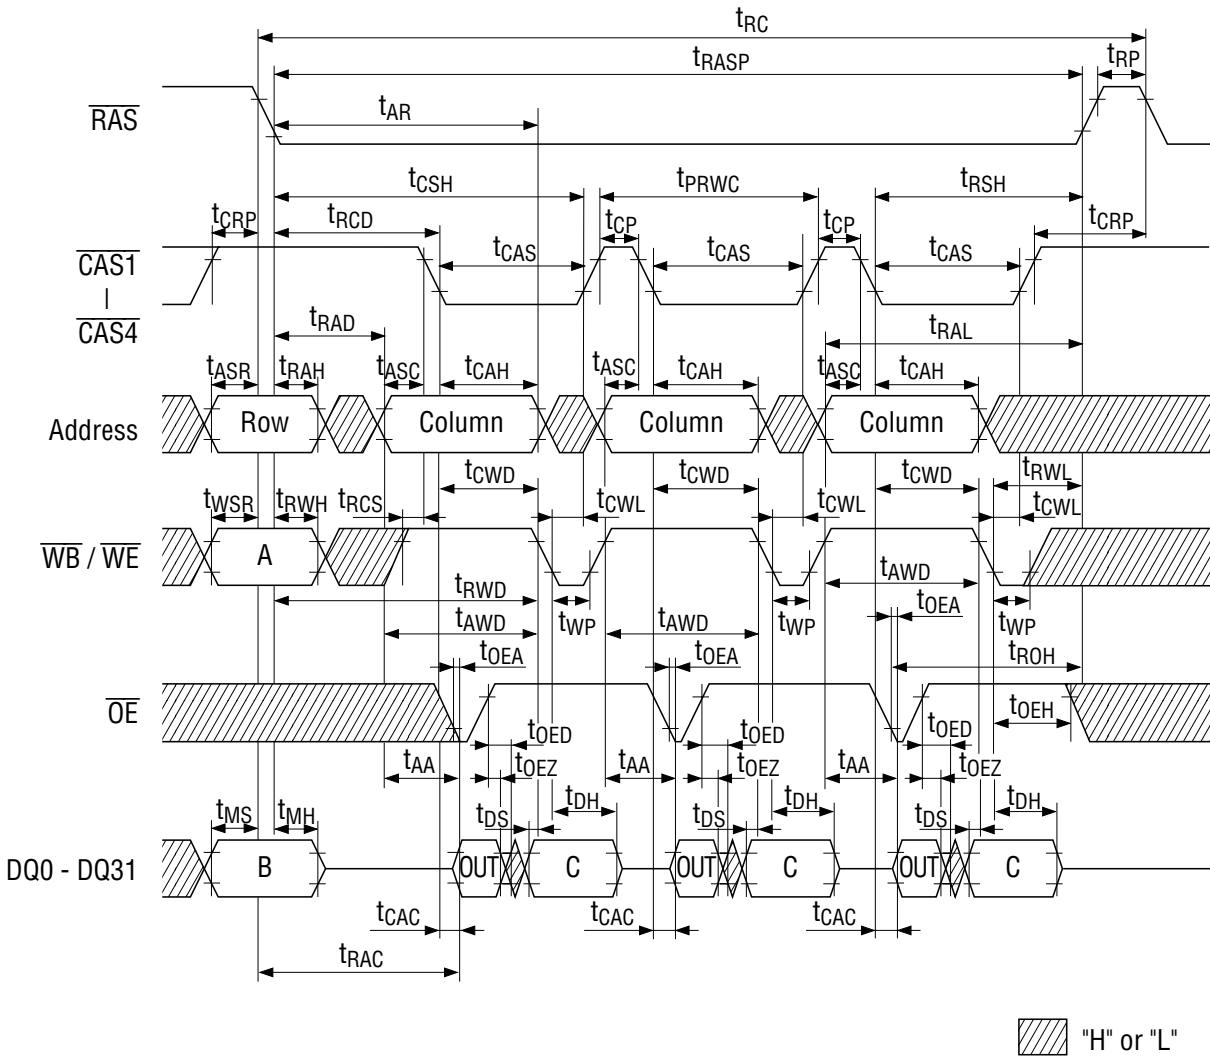 tRC
tRASP
tRP
RAS
tAR
tCSH
tPRWC
tRSH
tCRP
tRCD
tCP
tCP
tCRP
CAS1
|
CAS4
tCAS
tCAS
tCAS
tRAD
tRAL
tASR
tRAH
tASC
tCAH
tASC
tCAH
tASC
tCAH
Address
Row
Column
Column
Column
tCWD
tCWD
tCWD
tRWL
tWSR
tRWH
tRCS
tCWL
tCWL
tCWL
WB / WE
A
tRWD
tWP
tWP
tAWD
tWP
tAWD
tAWD
tOEA
tOEA
tOEA
tROH
OE
tOEH
tOED
tOED
tOED
tAA
tOEZ
tAA
tOEZ
tAA
tOEZ
tMS
tMH
tDS
tDH
tDS
tDH
tDS
tDH
DQ0 - DQ31
B
OUT
C
OUT
C
OUT
C
tCAC
tCAC
tCAC
tRAC
"H" or "L"